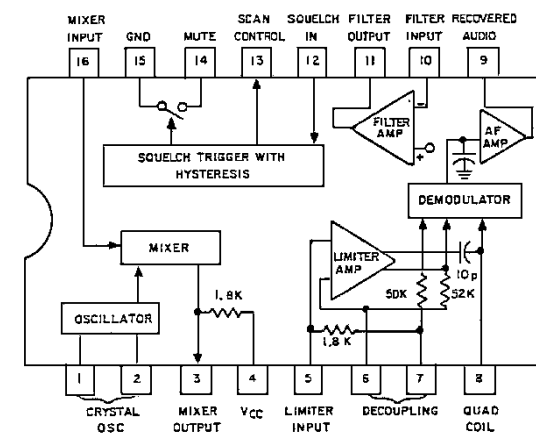 MIXER INPUT
GND
MUTE
SCAN CONTROL
SQUELCH IN
FILTER OUTPUT
FILTER INPUT
RECOVERED AUDIO
16
15
14
13
12
11
10
9
FILTER AMP
-
+
AF AMP
SQUELCH TRIGGER WITH
HYSTERESIS
DEMODULATOR
MIXER
LIMITER AMP
10p
1.8K
50K
52K
OSCILLATOR
1.8 K
1
2
3
4
5
6
7
8
CRYSTAL OSC
MIXER OUTPUT
VCC
LIMITER INPUT
DECOUPLING
QUAD COIL